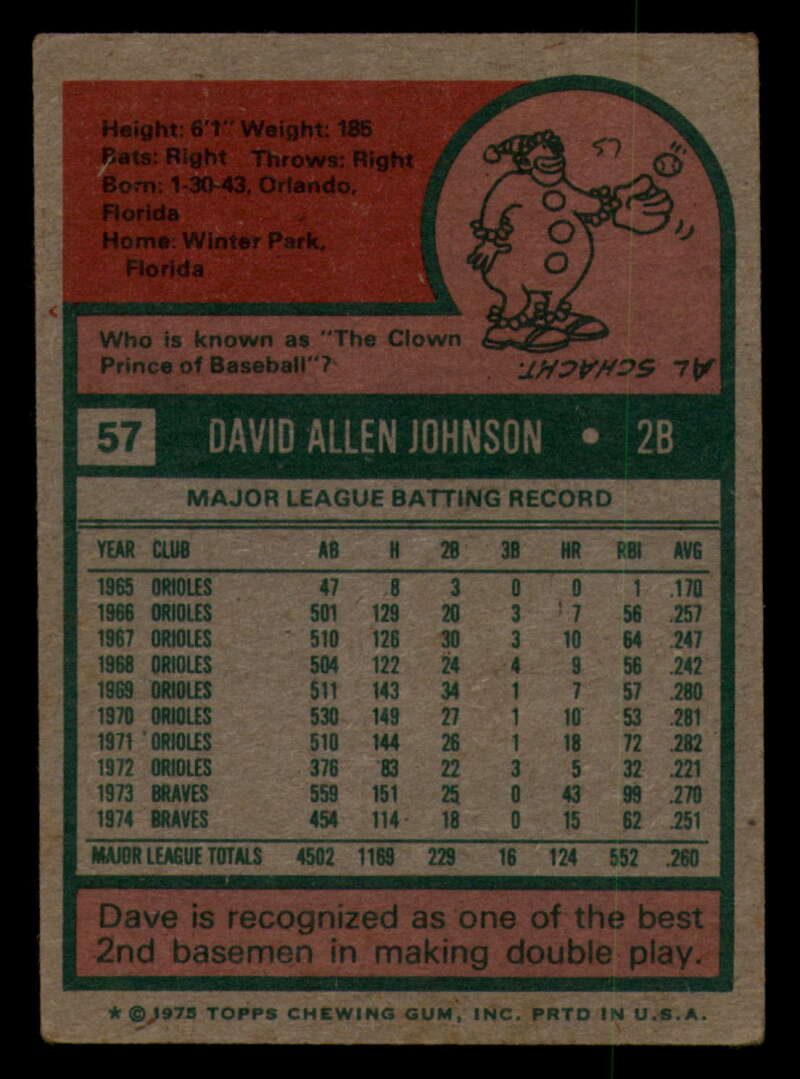 Height: 6'1" Weight: 185
Bats: Right Throws: Right
Born: 1-30-43, Orlando,
Florida
Home: Winter Park,
Florida
57
Who is known as "The Clown
Prince of Baseball"?
AL SCHACHT.
57 DAVID ALLEN JOHNSON • 2B
MAJOR LEAGUE BATTING RECORD
YEAR CLUB AB H 2B 3B HR RBI AVG
1965 ORIOLES 47 8 3 0 0 1 .170
1966 ORIOLES 501 129 20 3 7 56 .257
1967 ORIOLES 510 126 30 3 10 64 .247
1968 ORIOLES 504 122 24 4 9 56 .242
1969 ORIOLES 511 143 34 1 7 57 .280
1970 ORIOLES 530 149 27 1 10 53 .281
1971 ORIOLES 510 144 26 1 18 72 .282
1972 ORIOLES 376 83 22 3 5 32 .221
1973 BRAVES 559 151 25 0 43 99 .270
1974 BRAVES 454 114 18 0 15 62 .251
MAJOR LEAGUE TOTALS 4502 1169 229 16 124 552 .260
Dave is recognized as one of the best
2nd basemen in making double play.
* © 1975 TOPPS CHEWING GUM, INC. PRTD IN U.S.A.